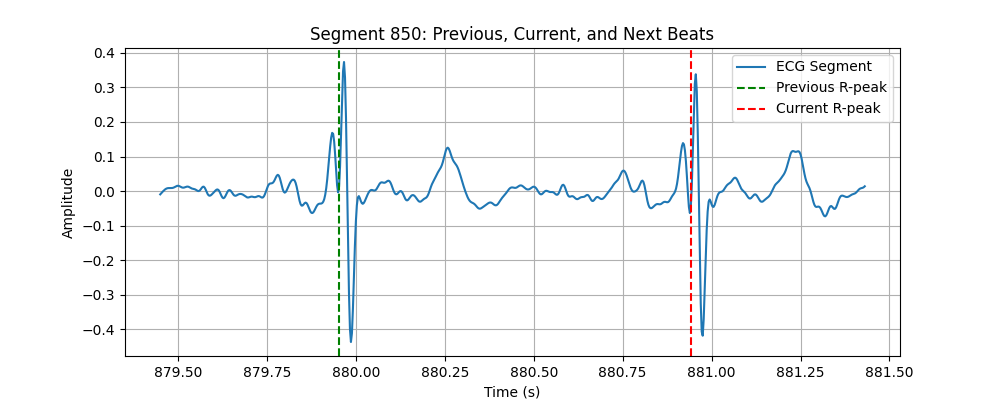 Segment 850: Previous, Current, and Next Beats
ECG Segment
Previous R-peak
Current R-peak
Amplitude
0.4
0.3
0.2
0.1
0.0
−0.1
−0.2
−0.3
−0.4
879.50 879.75 880.00 880.25 880.50 880.75 881.00 881.25 881.50
Time (s)